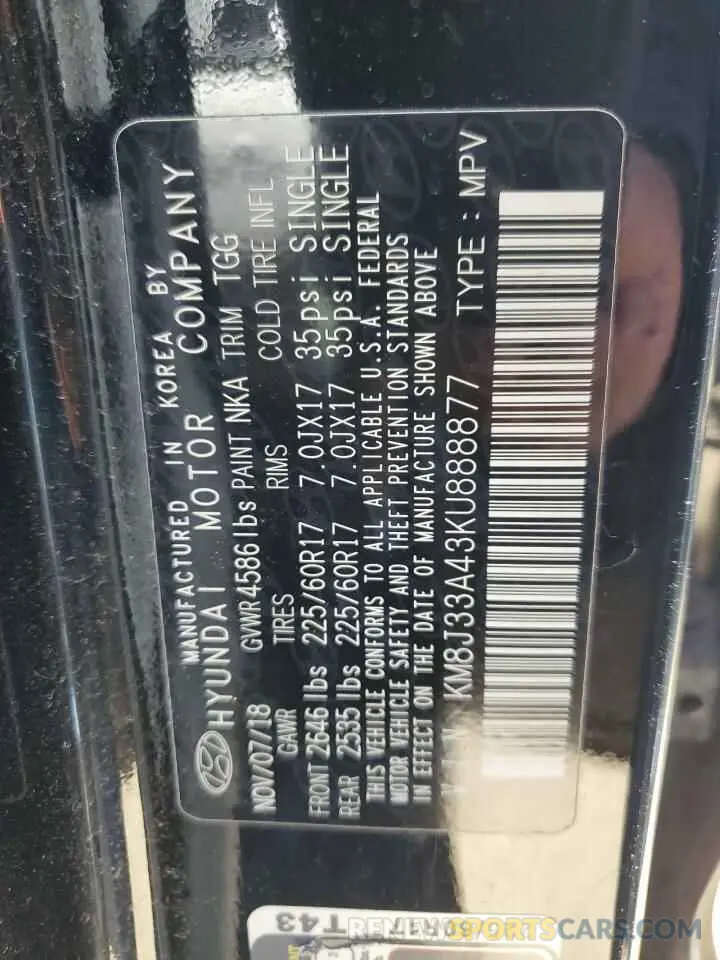 MANUFACTURED IN KOREA BY
HYUNDAI MOTOR COMPANY
NOV/07/18 GVWR 4586 lbs PAINT NKA TRIM TGG
GAWR TIRES RIMS COLD TIRE INFL
FRONT 2646 lbs 225/60R17 7.0JX17 35psi SINGLE
REAR 2535 lbs 225/60R17 7.0JX17 35psi SINGLE
THIS VEHICLE CONFORMS TO ALL APPLICABLE U.S.A. FEDERAL
MOTOR VEHICLE SAFETY AND THEFT PREVENTION STANDARDS
IN EFFECT ON THE DATE OF MANUFACTURE SHOWN ABOVE
KM8J33A43KU888877 TYPE : MPV
T43
SPORTSCARS.COM